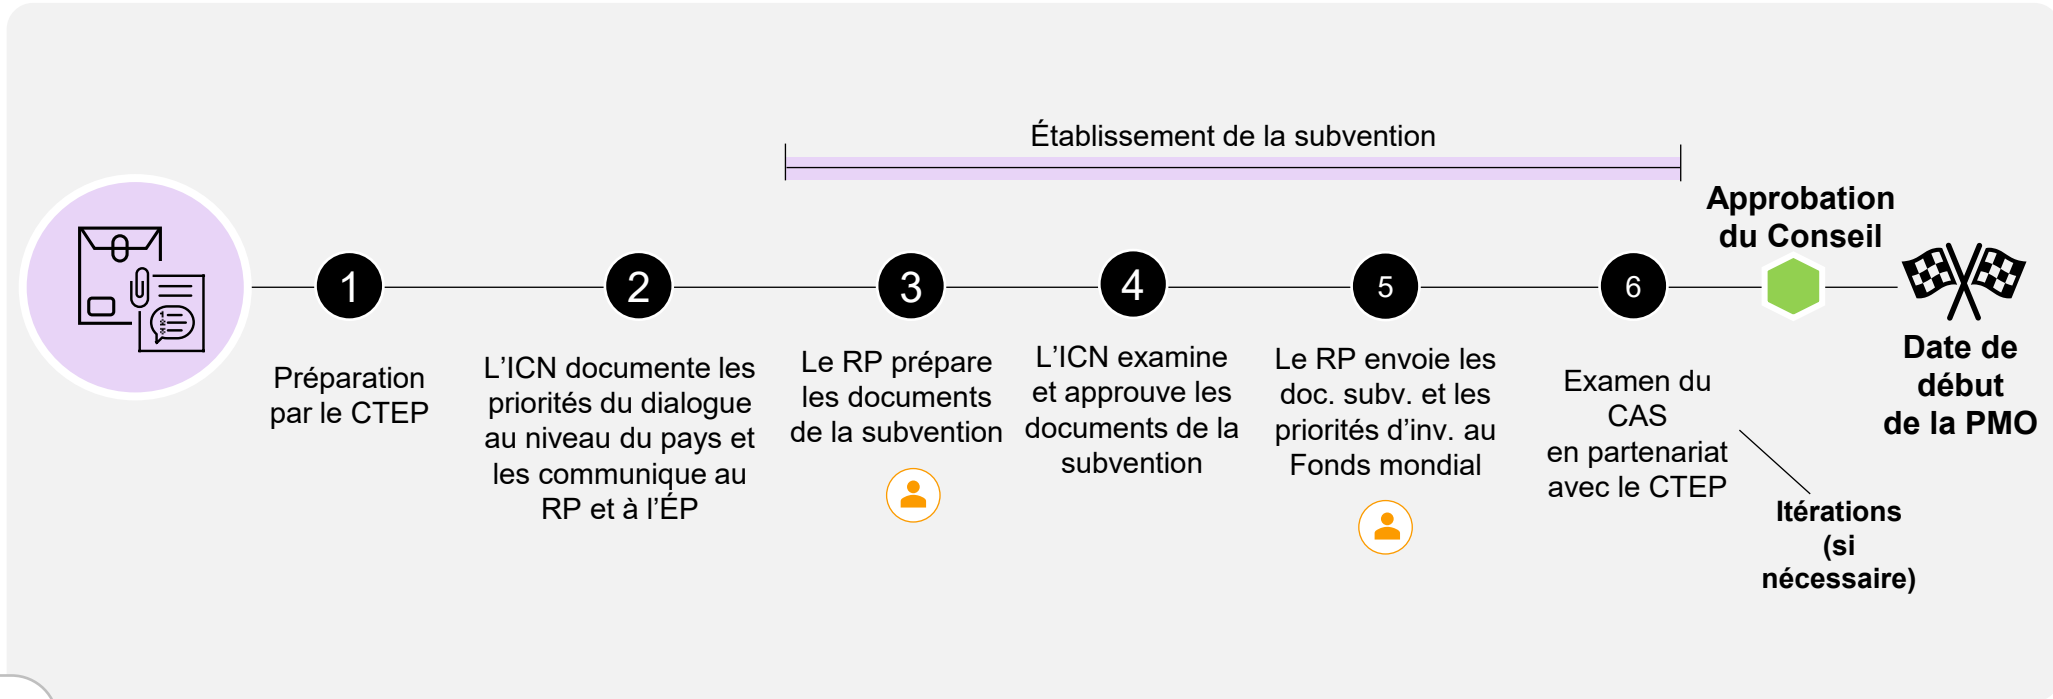 Établissement de la subvention
1
Préparation
par le CTEP
2
L’ICN documente les
priorités du dialogue
au niveau du pays et
les communique au
RP et à l’ÉP
3
Le RP prépare
les documents
de la subvention
4
L’ICN examine
et approuve les
documents de la
subvention
5
Le RP envoie les
doc. subv. et les
priorités d’inv. au
Fonds mondial
6
Examen du
CAS
en partenariat
avec le CTEP
Itérations
(si
nécessaire)
Approbation
du Conseil
Date de
début
de la PMO